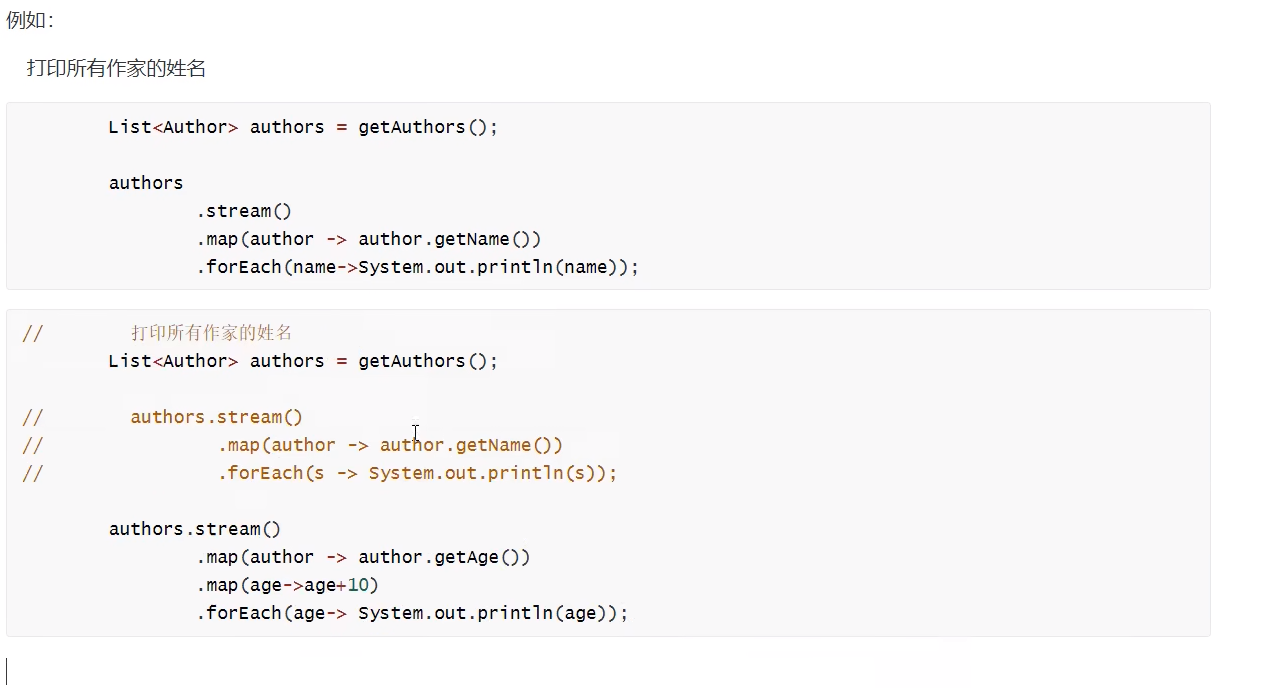 例如：
打印所有作家的姓名
List<Author> authors = getAuthors();
authors
.stream()
.map(author -> author.getName())
.forEach(name->System.out.println(name));
//        打印所有作家的姓名
List<Author> authors = getAuthors();
//        authors.stream()
//                .map(author -> author.getName())
//                .forEach(s -> System.out.println(s));
authors.stream()
.map(author -> author.getAge())
.map(age->age+10)
.forEach(age-> System.out.println(age));